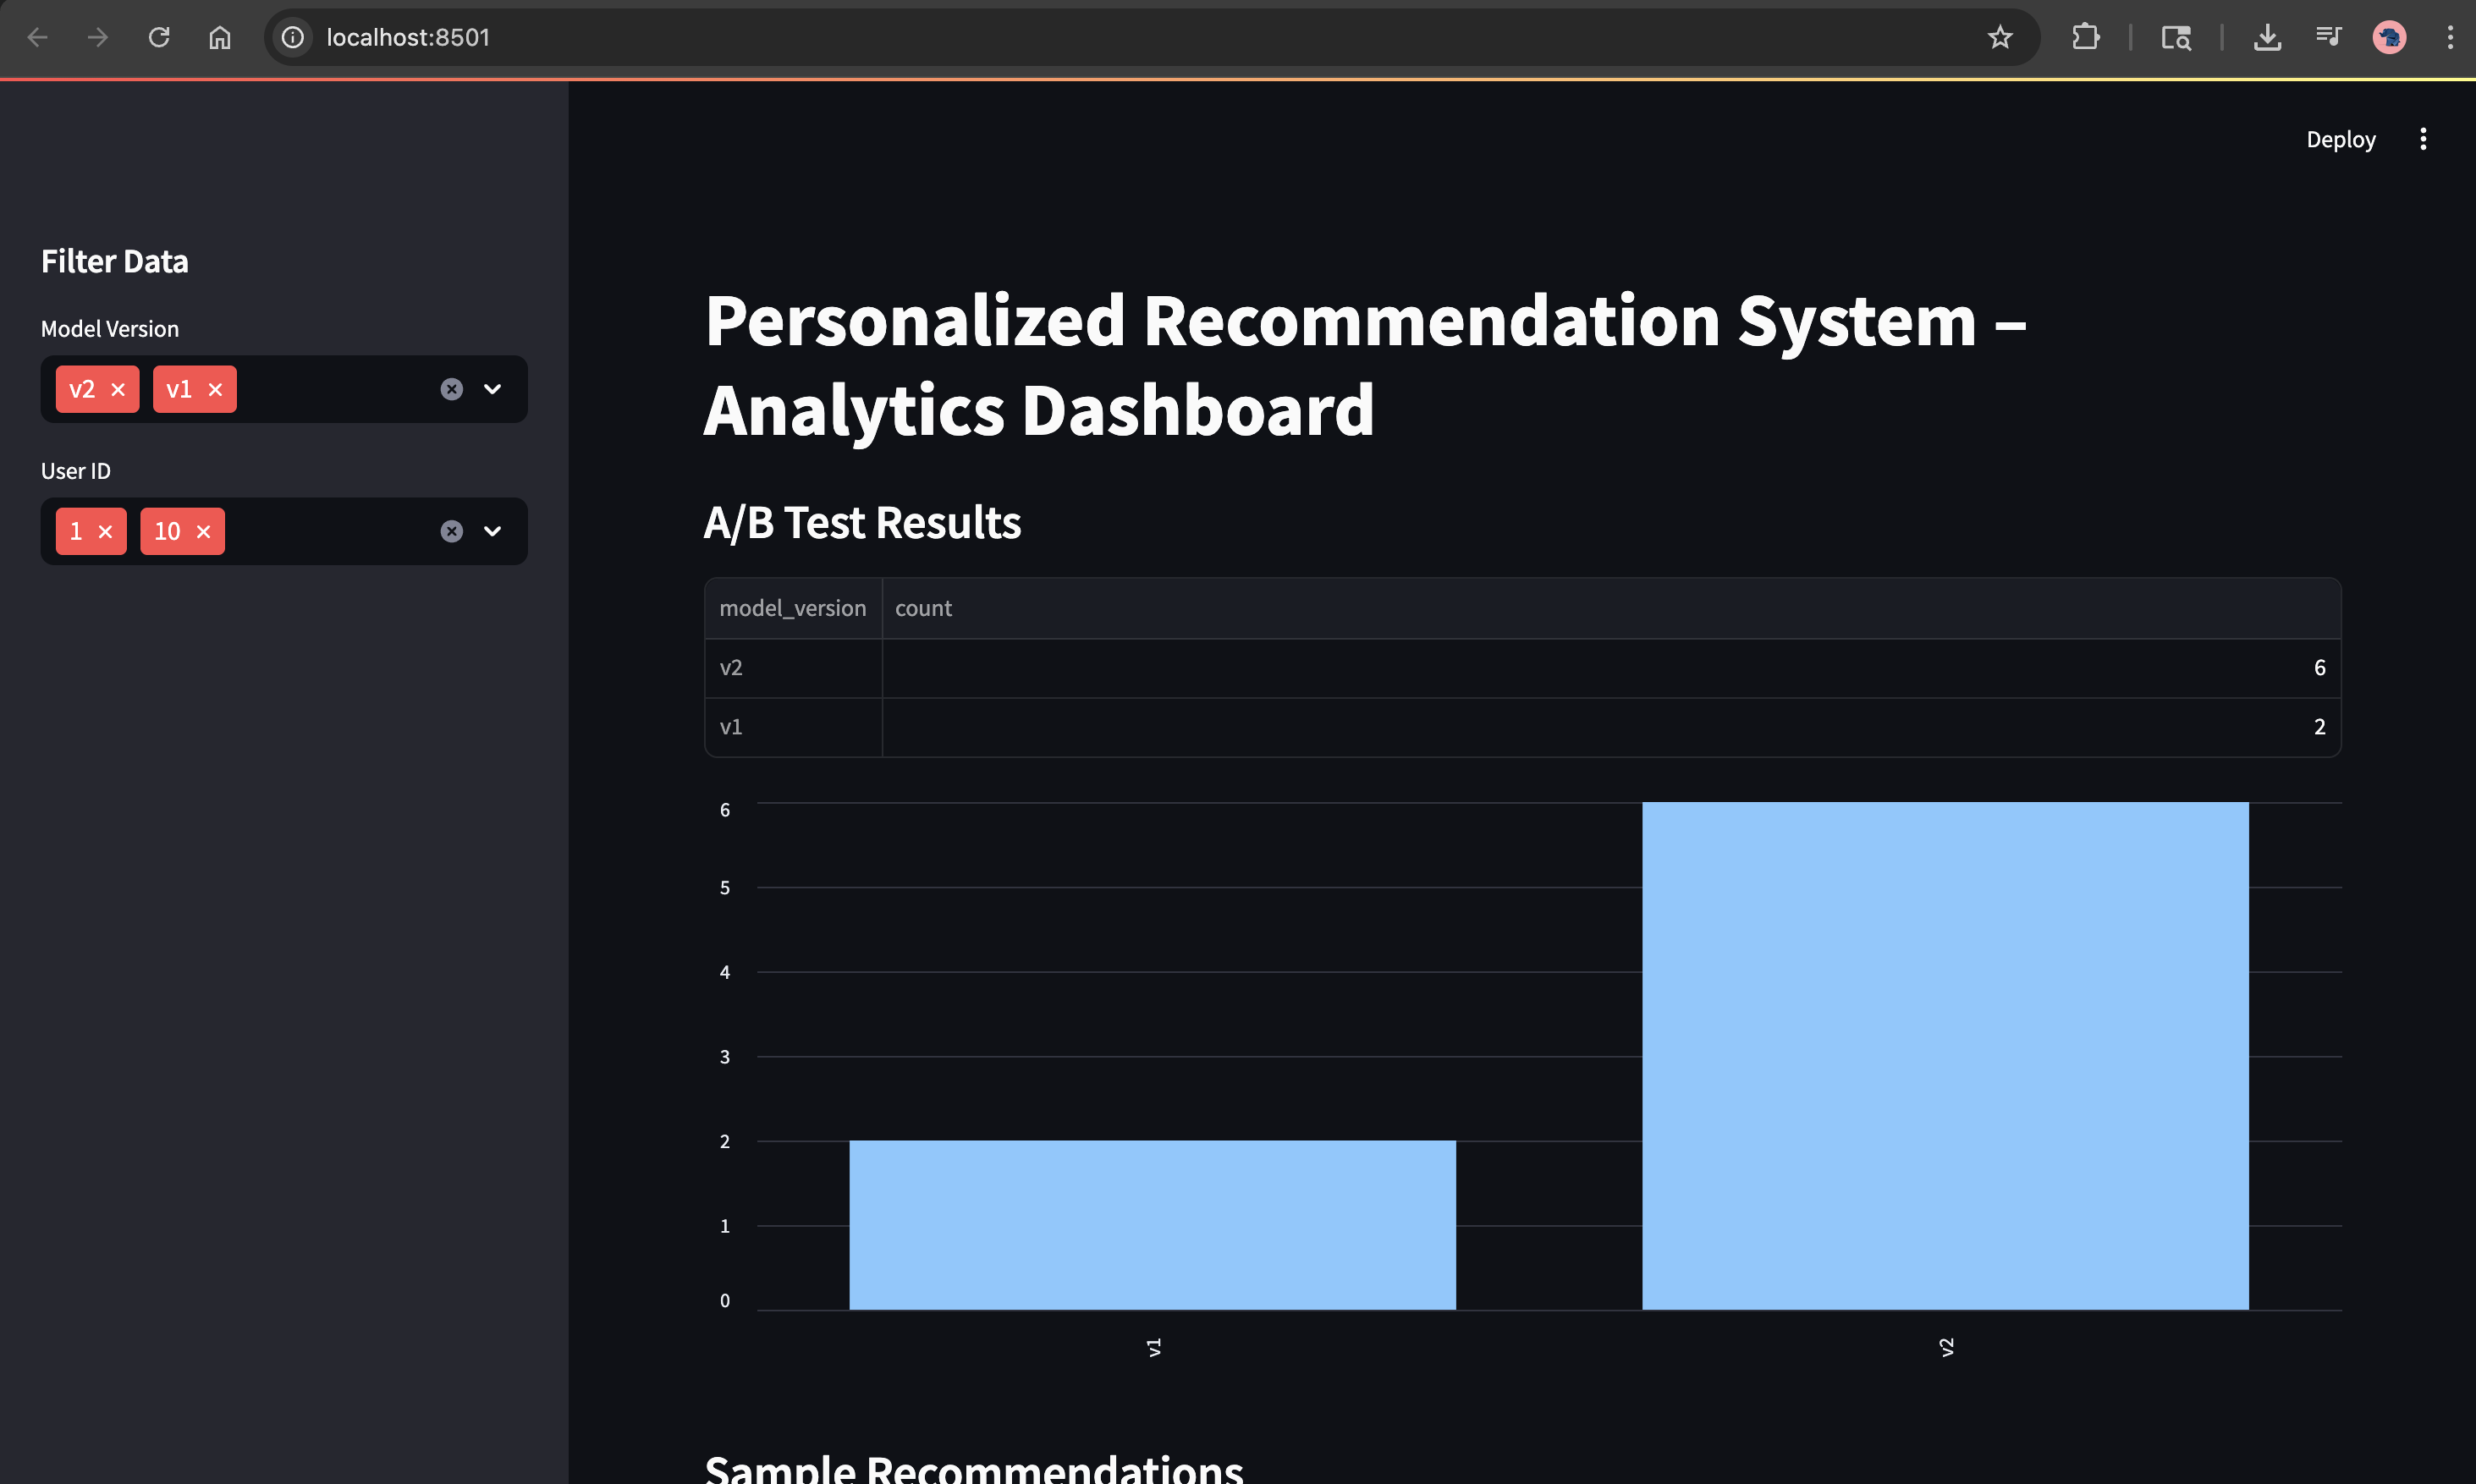 localhost:8501
Deploy
Filter Data
Model Version
v2 v1
User ID
1 10
Personalized Recommendation System –
Analytics Dashboard
A/B Test Results
model_version count
v2 6
v1 2
6
5
4
3
2
1
0
v1 v2
Sample Recommendations